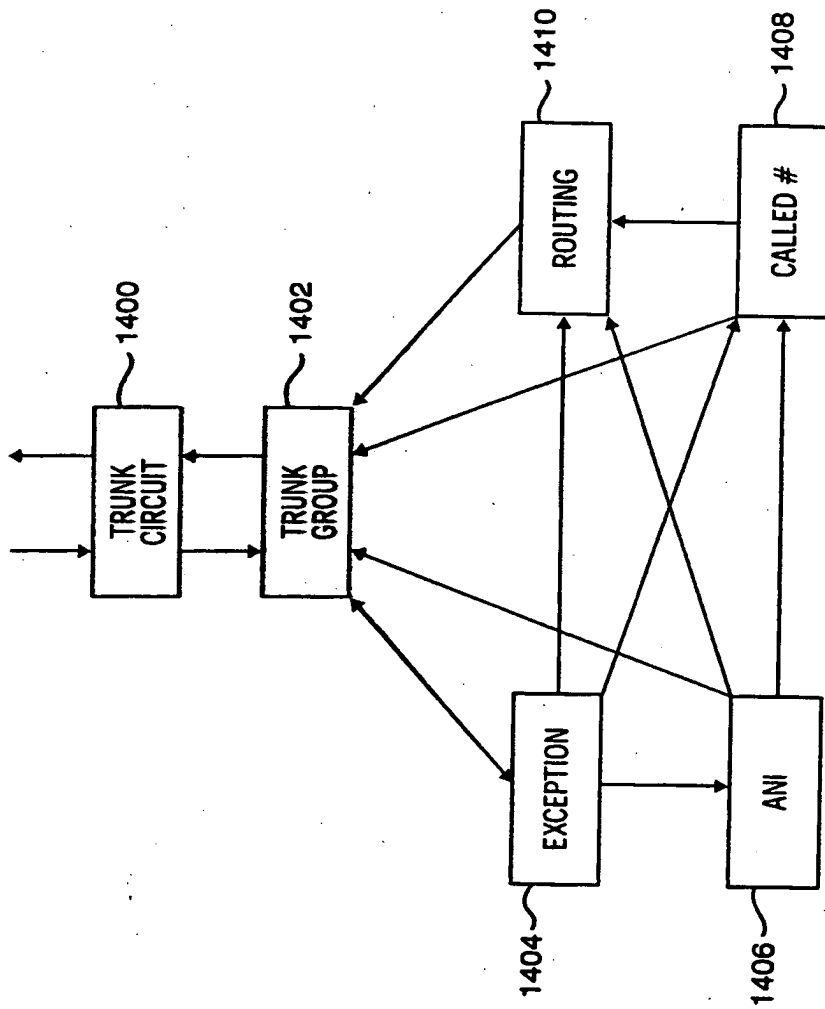 1400
TRUNK
CIRCUIT
1402
TRUNK
GROUP
1404
EXCEPTION
1410
ROUTING
1406
ANI
1408
CALLED #